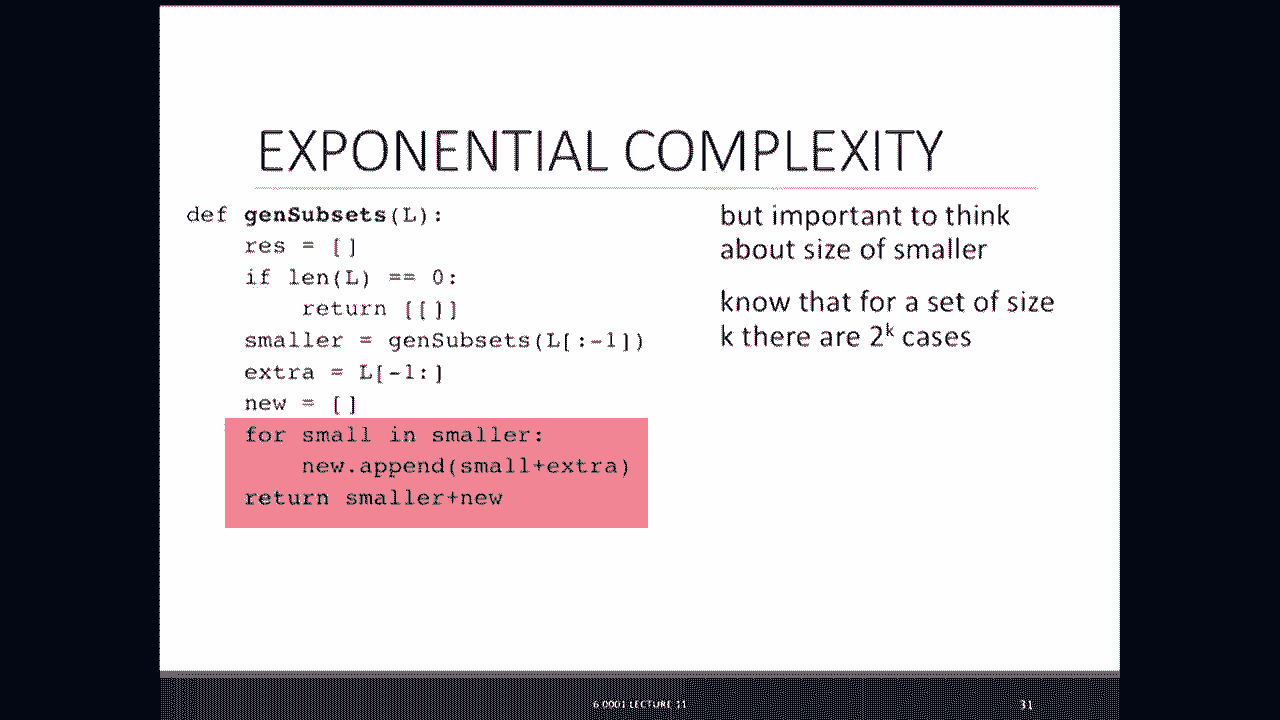 EXPONENTIAL COMPLEXITY
def genSubsets(L):
    res = []
    if len(L) == 0:
        return [[]]
    smaller = genSubsets(L[:-1])
    extra = L[-1:]
    new = []
    for small in smaller:
        new.append(small+extra)
    return smaller+new
but important to think
about size of smaller
know that for a set of size
k there are 2ᵏ cases
6.0001 LECTURE 11
31